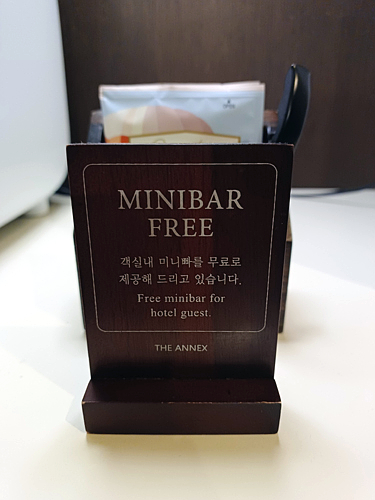 MINIBAR
FREE
객실내 미니빠를 무료로
제공해 드리고 있습니다.
Free minibar for
hotel guest.
THE ANNEX